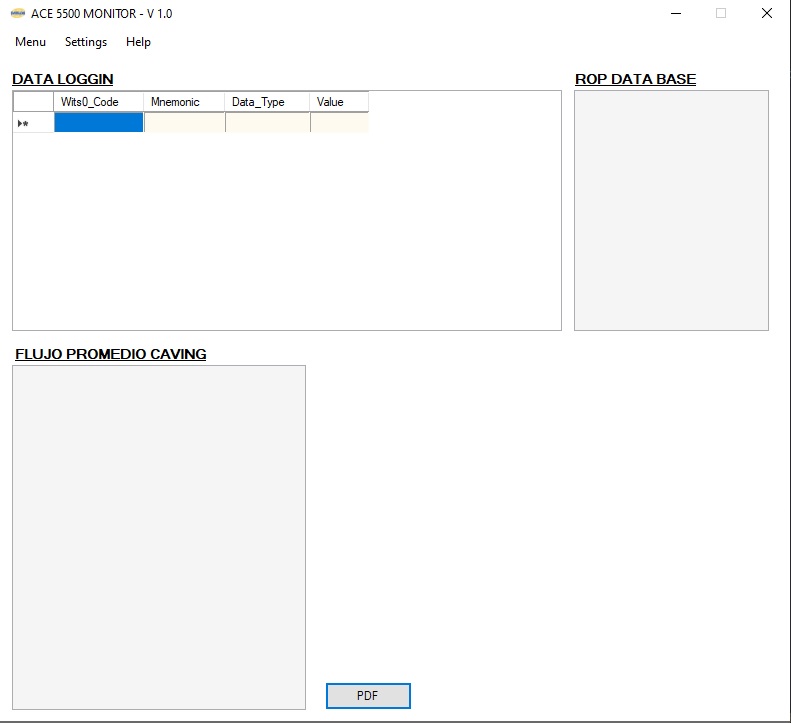 ACE 5500 MONITOR - V 1.0
Menu Settings Help
DATA LOGGIN
Wits0_Code Mnemonic Data_Type Value
ROP DATA BASE
FLUJO PROMEDIO CAVING
PDF